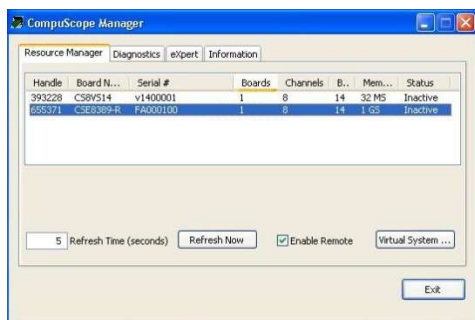 CompuScope Manager
Resource Manager Diagnostics eXpert Information
Handle Board N... Serial # Boards Channels B.. Mem... Status
393228 CS8VS14 v1400001 1 8 14 32 MS Inactive
655371 CSE8389-R FA000100 1 8 14 1 GS Inactive
5 Refresh Time (seconds) Refresh Now Enable Remote Virtual System ...
Exit